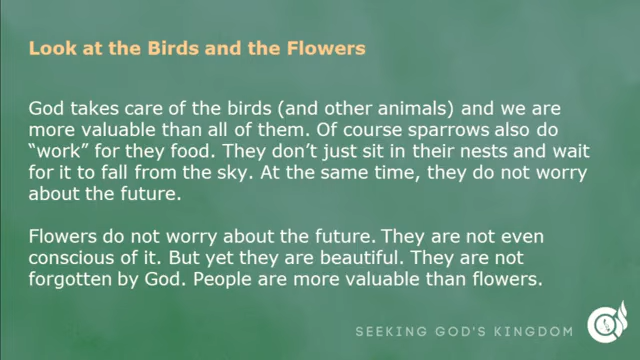 Look at the Birds and the Flowers
God takes care of the birds (and other animals) and we are
more valuable than all of them. Of course sparrows also do
“work” for they food. They don’t just sit in their nests and wait
for it to fall from the sky. At the same time, they do not worry
about the future.
Flowers do not worry about the future. They are not even
conscious of it. But yet they are beautiful. They are not
forgotten by God. People are more valuable than flowers.
SEEKING GOD'S KINGDOM